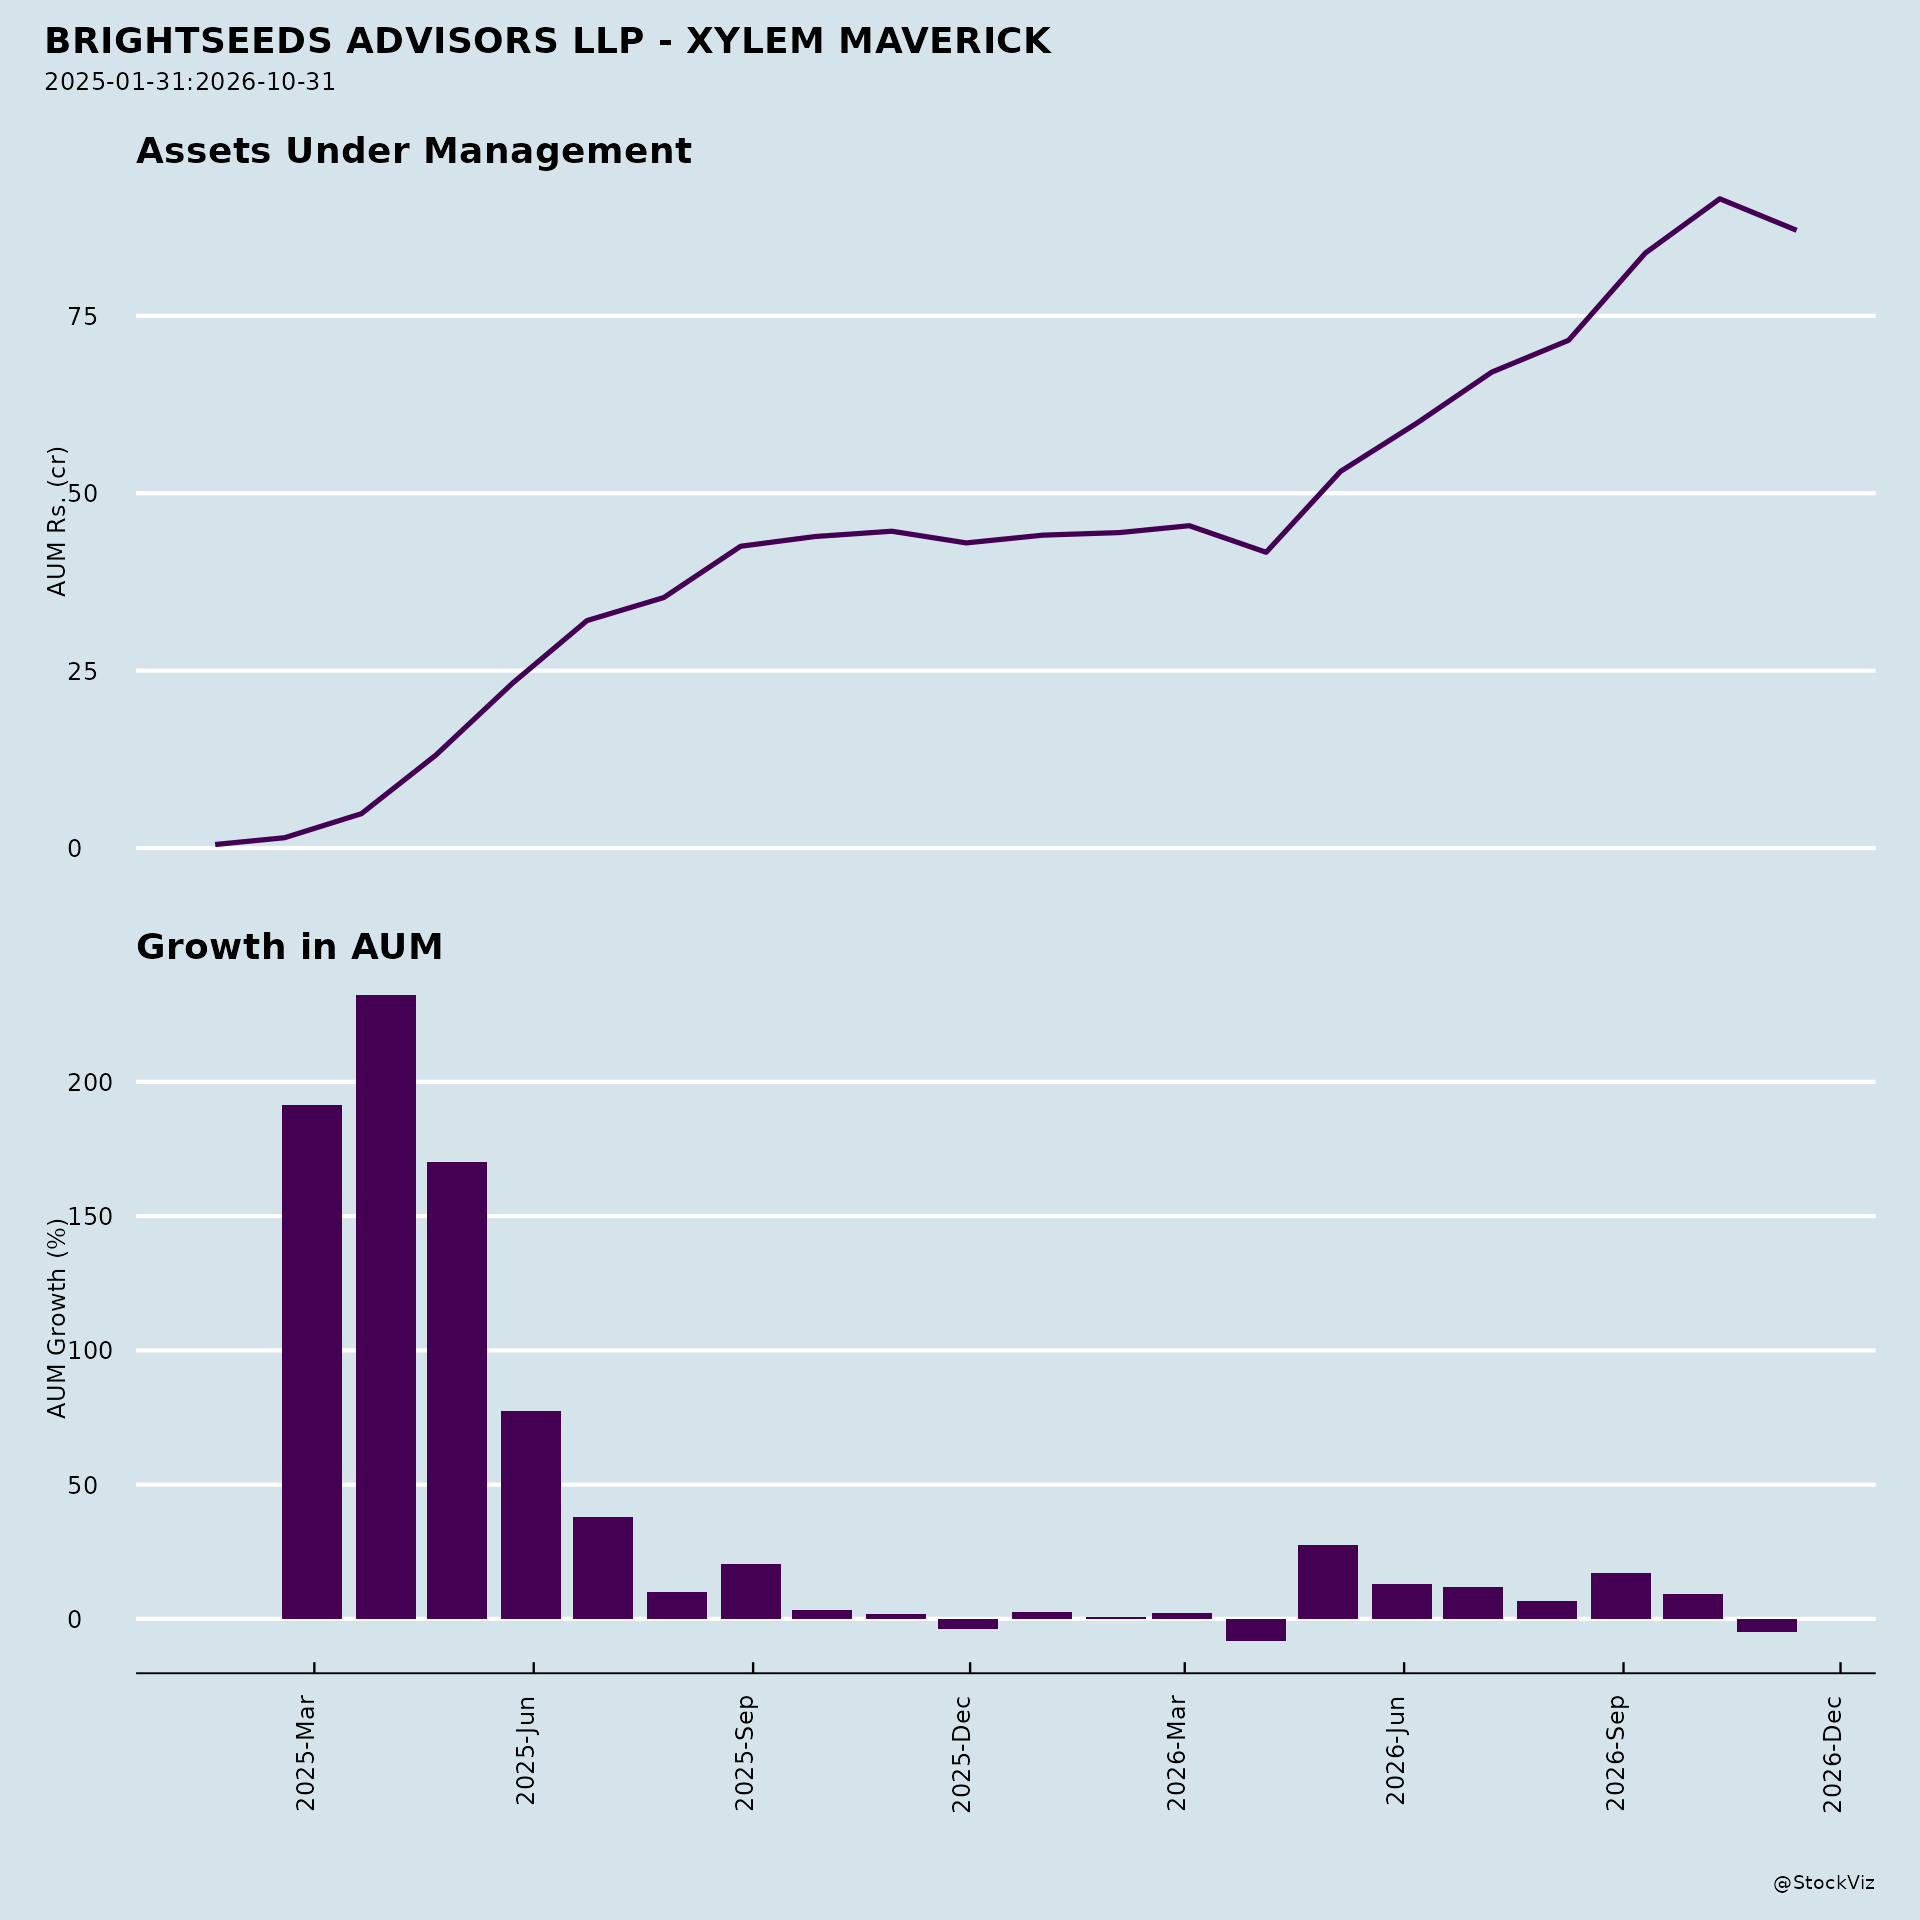 BRIGHTSEEDS ADVISORS LLP - XYLEM MAVERICK
2025-01-31:2026-10-31
Assets Under Management
AUM Rs. (cr)
75
50
25
0
Growth in AUM
AUM Growth (%)
200
150
100
50
0
2025-Mar
2025-Jun
2025-Sep
2025-Dec
2026-Mar
2026-Jun
2026-Sep
2026-Dec
@StockViz